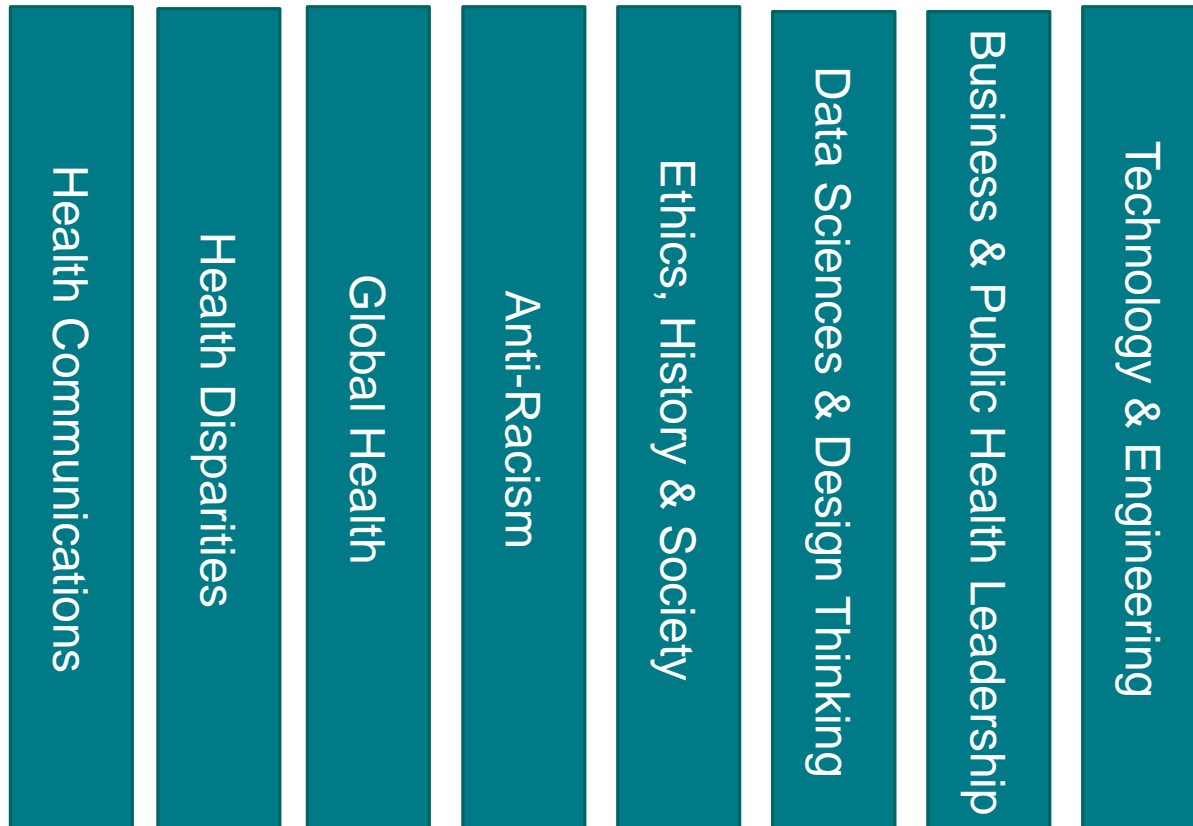 Health Communications
Health Disparities
Global Health
Anti-Racism
Ethics, History & Society
Data Sciences & Design Thinking
Business & Public Health Leadership
Technology & Engineering